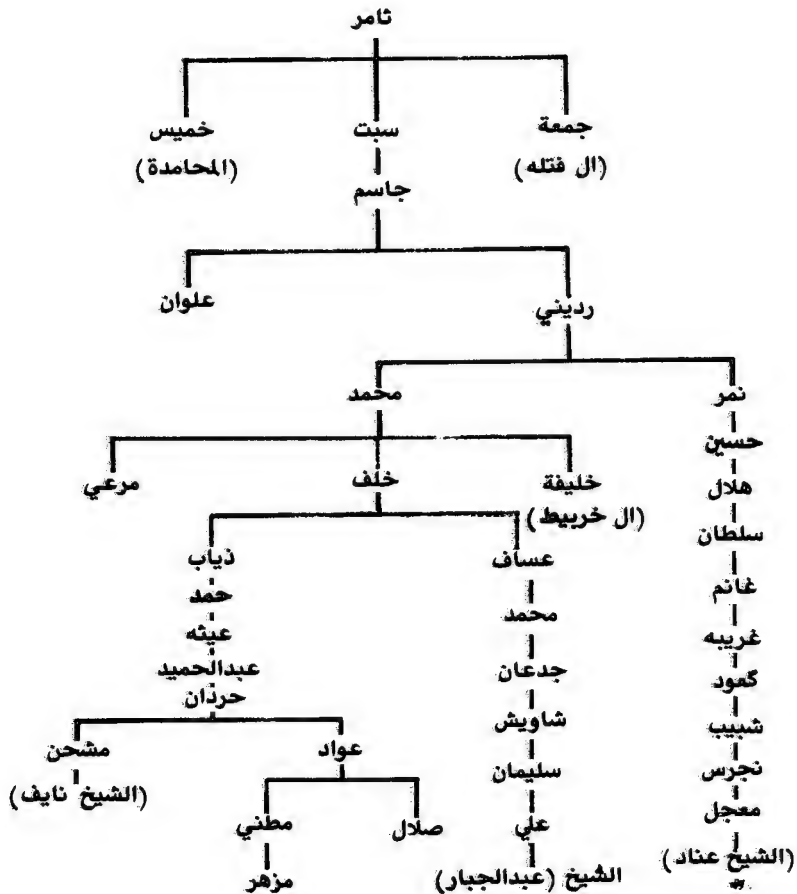 ثامر
جمعة سبت خميس
(ال فتله) (المحامدة)
جاسم
رديني علوان
نمر محمد
حسين
خليفة خلف مرعي
هلال
(ال خربيط)
سلطان
عساف ذياب
غانم
حمد
محمد
غريبه عيثه
جدعان عبدالحميد
گعود
حردان
شاويش
شبيب
عواد مشحن
نجرس
سليمان
(الشيخ نايف)
معجل
علي صلال مطني
(الشيخ عناد)
الشيخ (عبدالجبار) مزهر